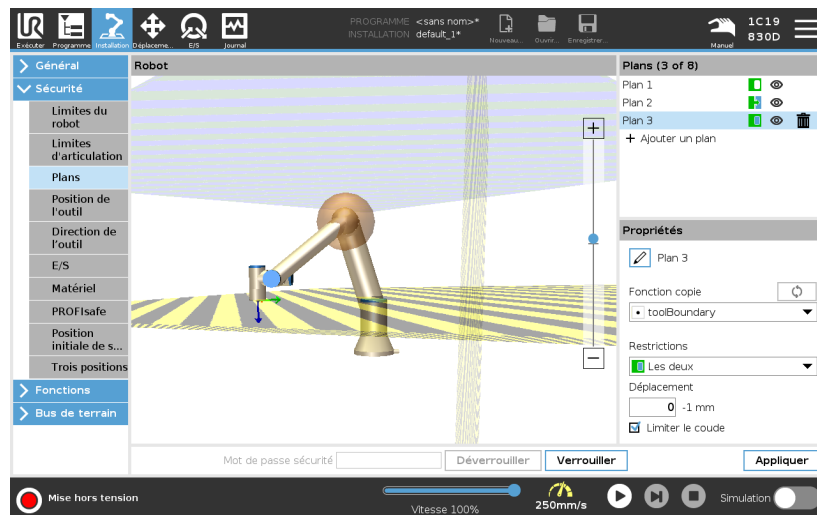 PROGRAMME <sans nom>*
INSTALLATION default_1*
1C19
830D
Exécuter Programme Installation Déplaceme... E/S Journal Nouveau... Ouvrir... Enregistrer... Manuel
Général
Sécurité
Limites du
robot
Limites
d'articulation
Plans
Position de
l'outil
Direction de
l'outil
E/S
Matériel
PROFIsafe
Position
initiale de s...
Trois positions
Fonctions
Bus de terrain
Robot
Plans (3 of 8)
Plan 1
Plan 2
Plan 3
+ Ajouter un plan
Propriétés
Plan 3
Fonction copie
toolBoundary
Restrictions
Les deux
Déplacement
0 -1 mm
Limiter le coude
Mot de passe sécurité Déverrouiller Verrouiller Appliquer
Mise hors tension
Vitesse 100%
250mm/s
Simulation